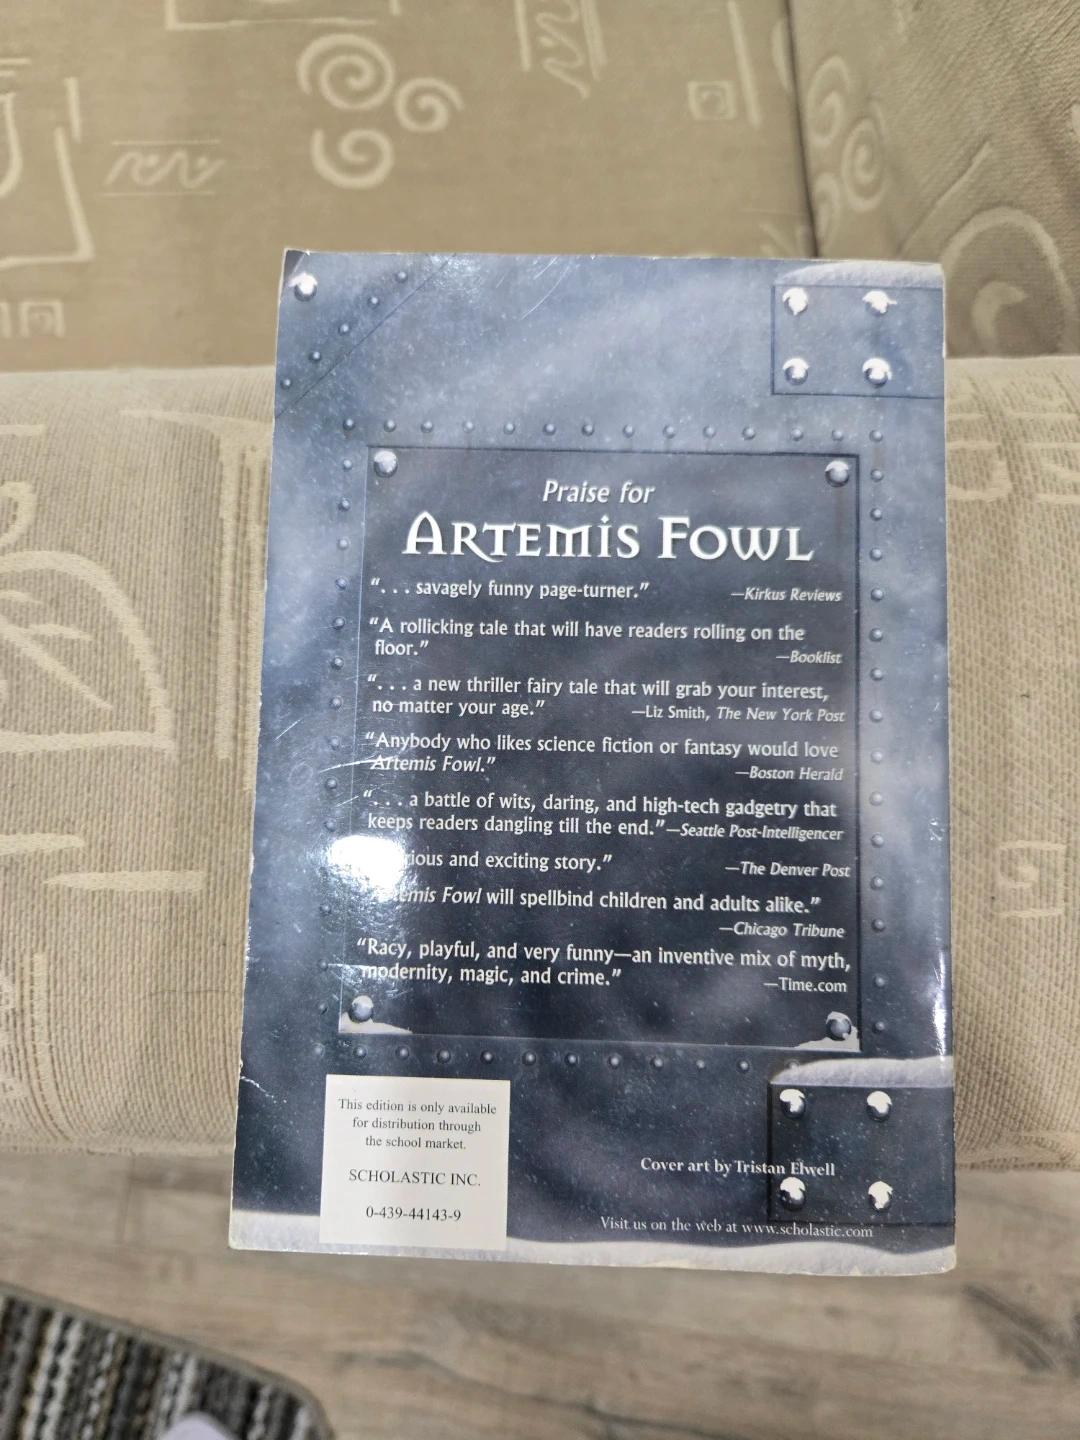 Praise for
ARTEMIS FOWL
“. . . savagely funny page-turner.” —Kirkus Reviews
“A rollicking tale that will have readers rolling on the
floor.”
—Booklist
“. . . a new thriller fairy tale that will grab your interest,
no matter your age.” —Liz Smith, The New York Post
“Anybody who likes science fiction or fantasy would love
Artemis Fowl.”
—Boston Herald
“. . . a battle of wits, daring, and high-tech gadgetry that
keeps readers dangling till the end.”—Seattle Post-Intelligencer
and exciting story.” —The Denver Post
Fowl will spellbind children and adults alike.”
—Chicago Tribune
“Racy, playful, and very funny—an inventive mix of myth,
modernity, magic, and crime.”
—Time.com
This edition is only available
for distribution through
the school market.
SCHOLASTIC INC.
0-439-44143-9
Cover art by Tristan Elwell
Visit us on the web at www.scholastic.com